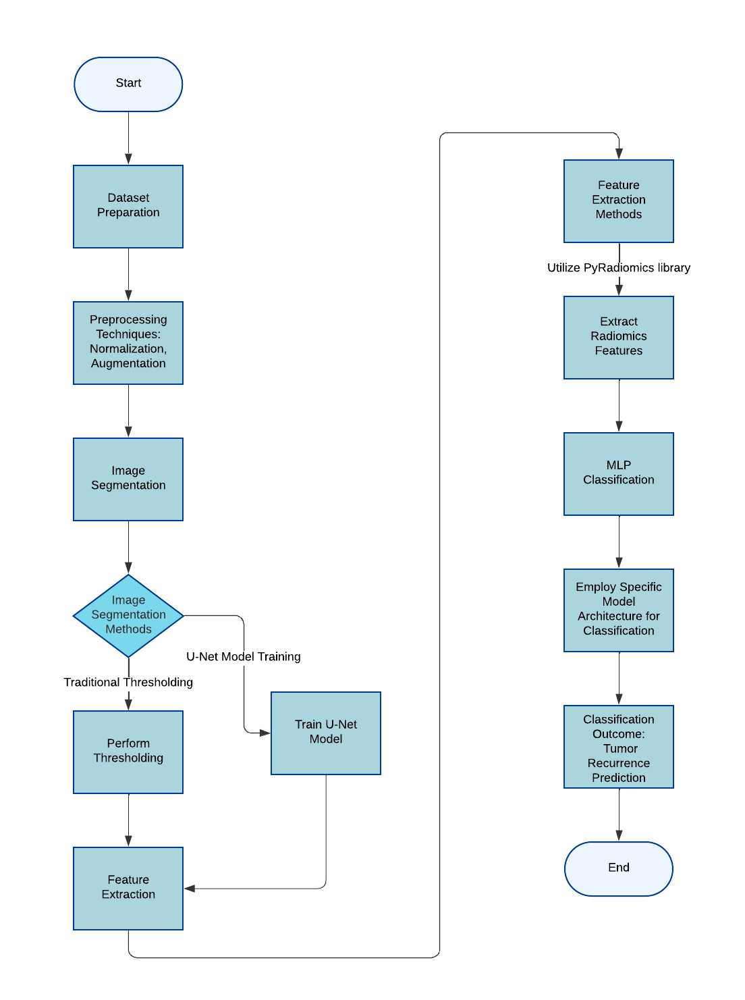 Start
Dataset
Preparation
Preprocessing
Techniques:
Normalization,
Augmentation
Image
Segmentation
Image
Segmentation
Methods
U-Net Model Training
Traditional Thresholding
Train U-Net
Model
Perform
Thresholding
Feature
Extraction
Feature
Extraction
Methods
Utilize PyRadiomics library
Extract
Radiomics
Features
MLP
Classification
Employ Specific
Model
Architecture for
Classification
Classification
Outcome:
Tumor
Recurrence
Prediction
End